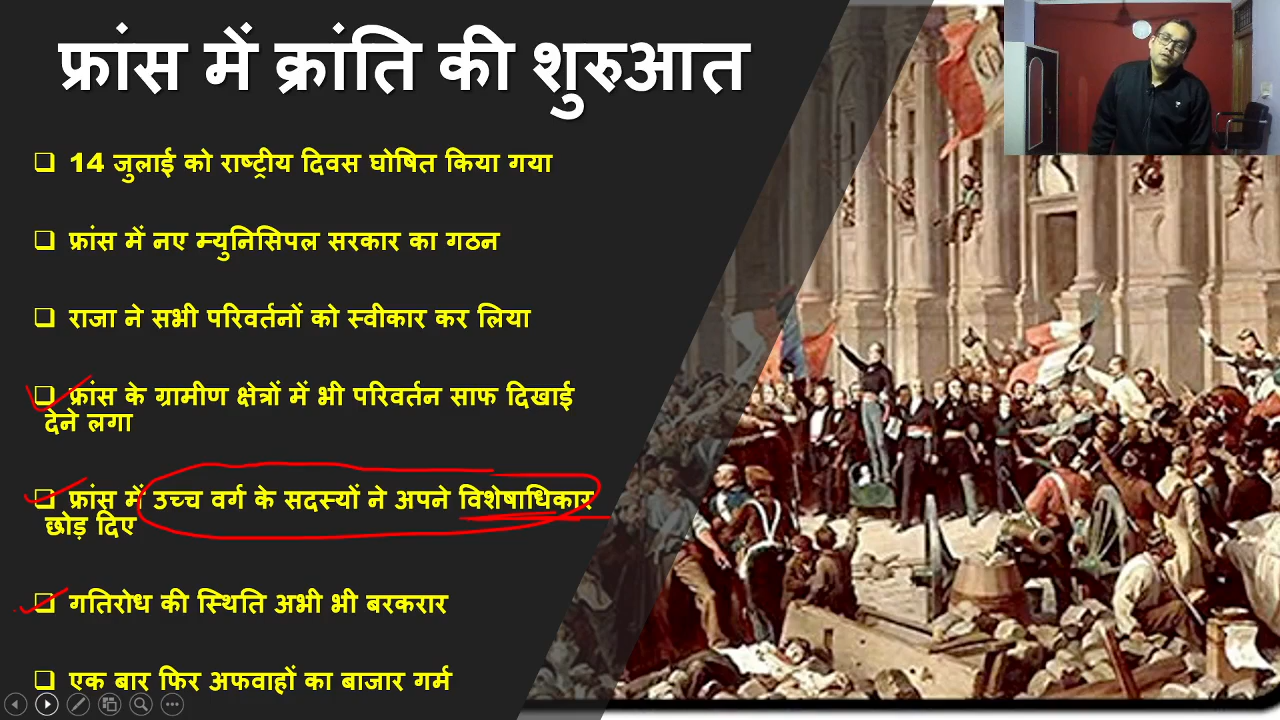 फ्रांस में क्रांति की शुरुआत
14 जुलाई को राष्ट्रीय दिवस घोषित किया गया
फ्रांस में नए म्युनिसिपल सरकार का गठन
राजा ने सभी परिवर्तनों को स्वीकार कर लिया
फ्रांस के ग्रामीण क्षेत्रों में भी परिवर्तन साफ दिखाई
देने लगा
फ्रांस में उच्च वर्ग के सदस्यों ने अपने विशेषाधिकार
छोड़ दिए
गतिरोध की स्थिति अभी भी बरकरार
एक बार फिर अफवाहों का बाजार गर्म